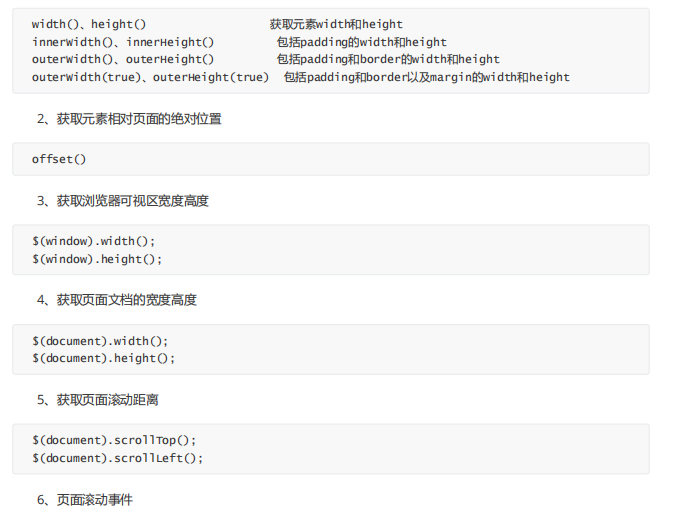 width()、height() 获取元素width和height
innerWidth()、innerHeight() 包括padding的width和height
outerWidth()、outerHeight() 包括padding和border的width和height
outerWidth(true)、outerHeight(true) 包括padding和border以及margin的width和height
2、获取元素相对页面的绝对位置
offset()
3、获取浏览器可视区宽度高度
$(window).width();
$(window).height();
4、获取页面文档的宽度高度
$(document).width();
$(document).height();
5、获取页面滚动距离
$(document).scrollTop();
$(document).scrollLeft();
6、页面滚动事件